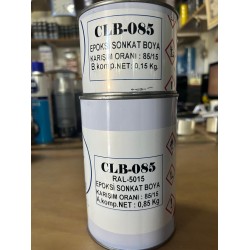 CLB-085
EPOKSİ SONKAT BOYA
KARIŞIM ORANI : 85/15
B.komp.NET : 0,15 Kg.
CLB-085
RAL-5015
EPOKSİ SONKAT BOYA
KARIŞIM ORANI : 85/15
A.komp.NET : 0,85 Kg